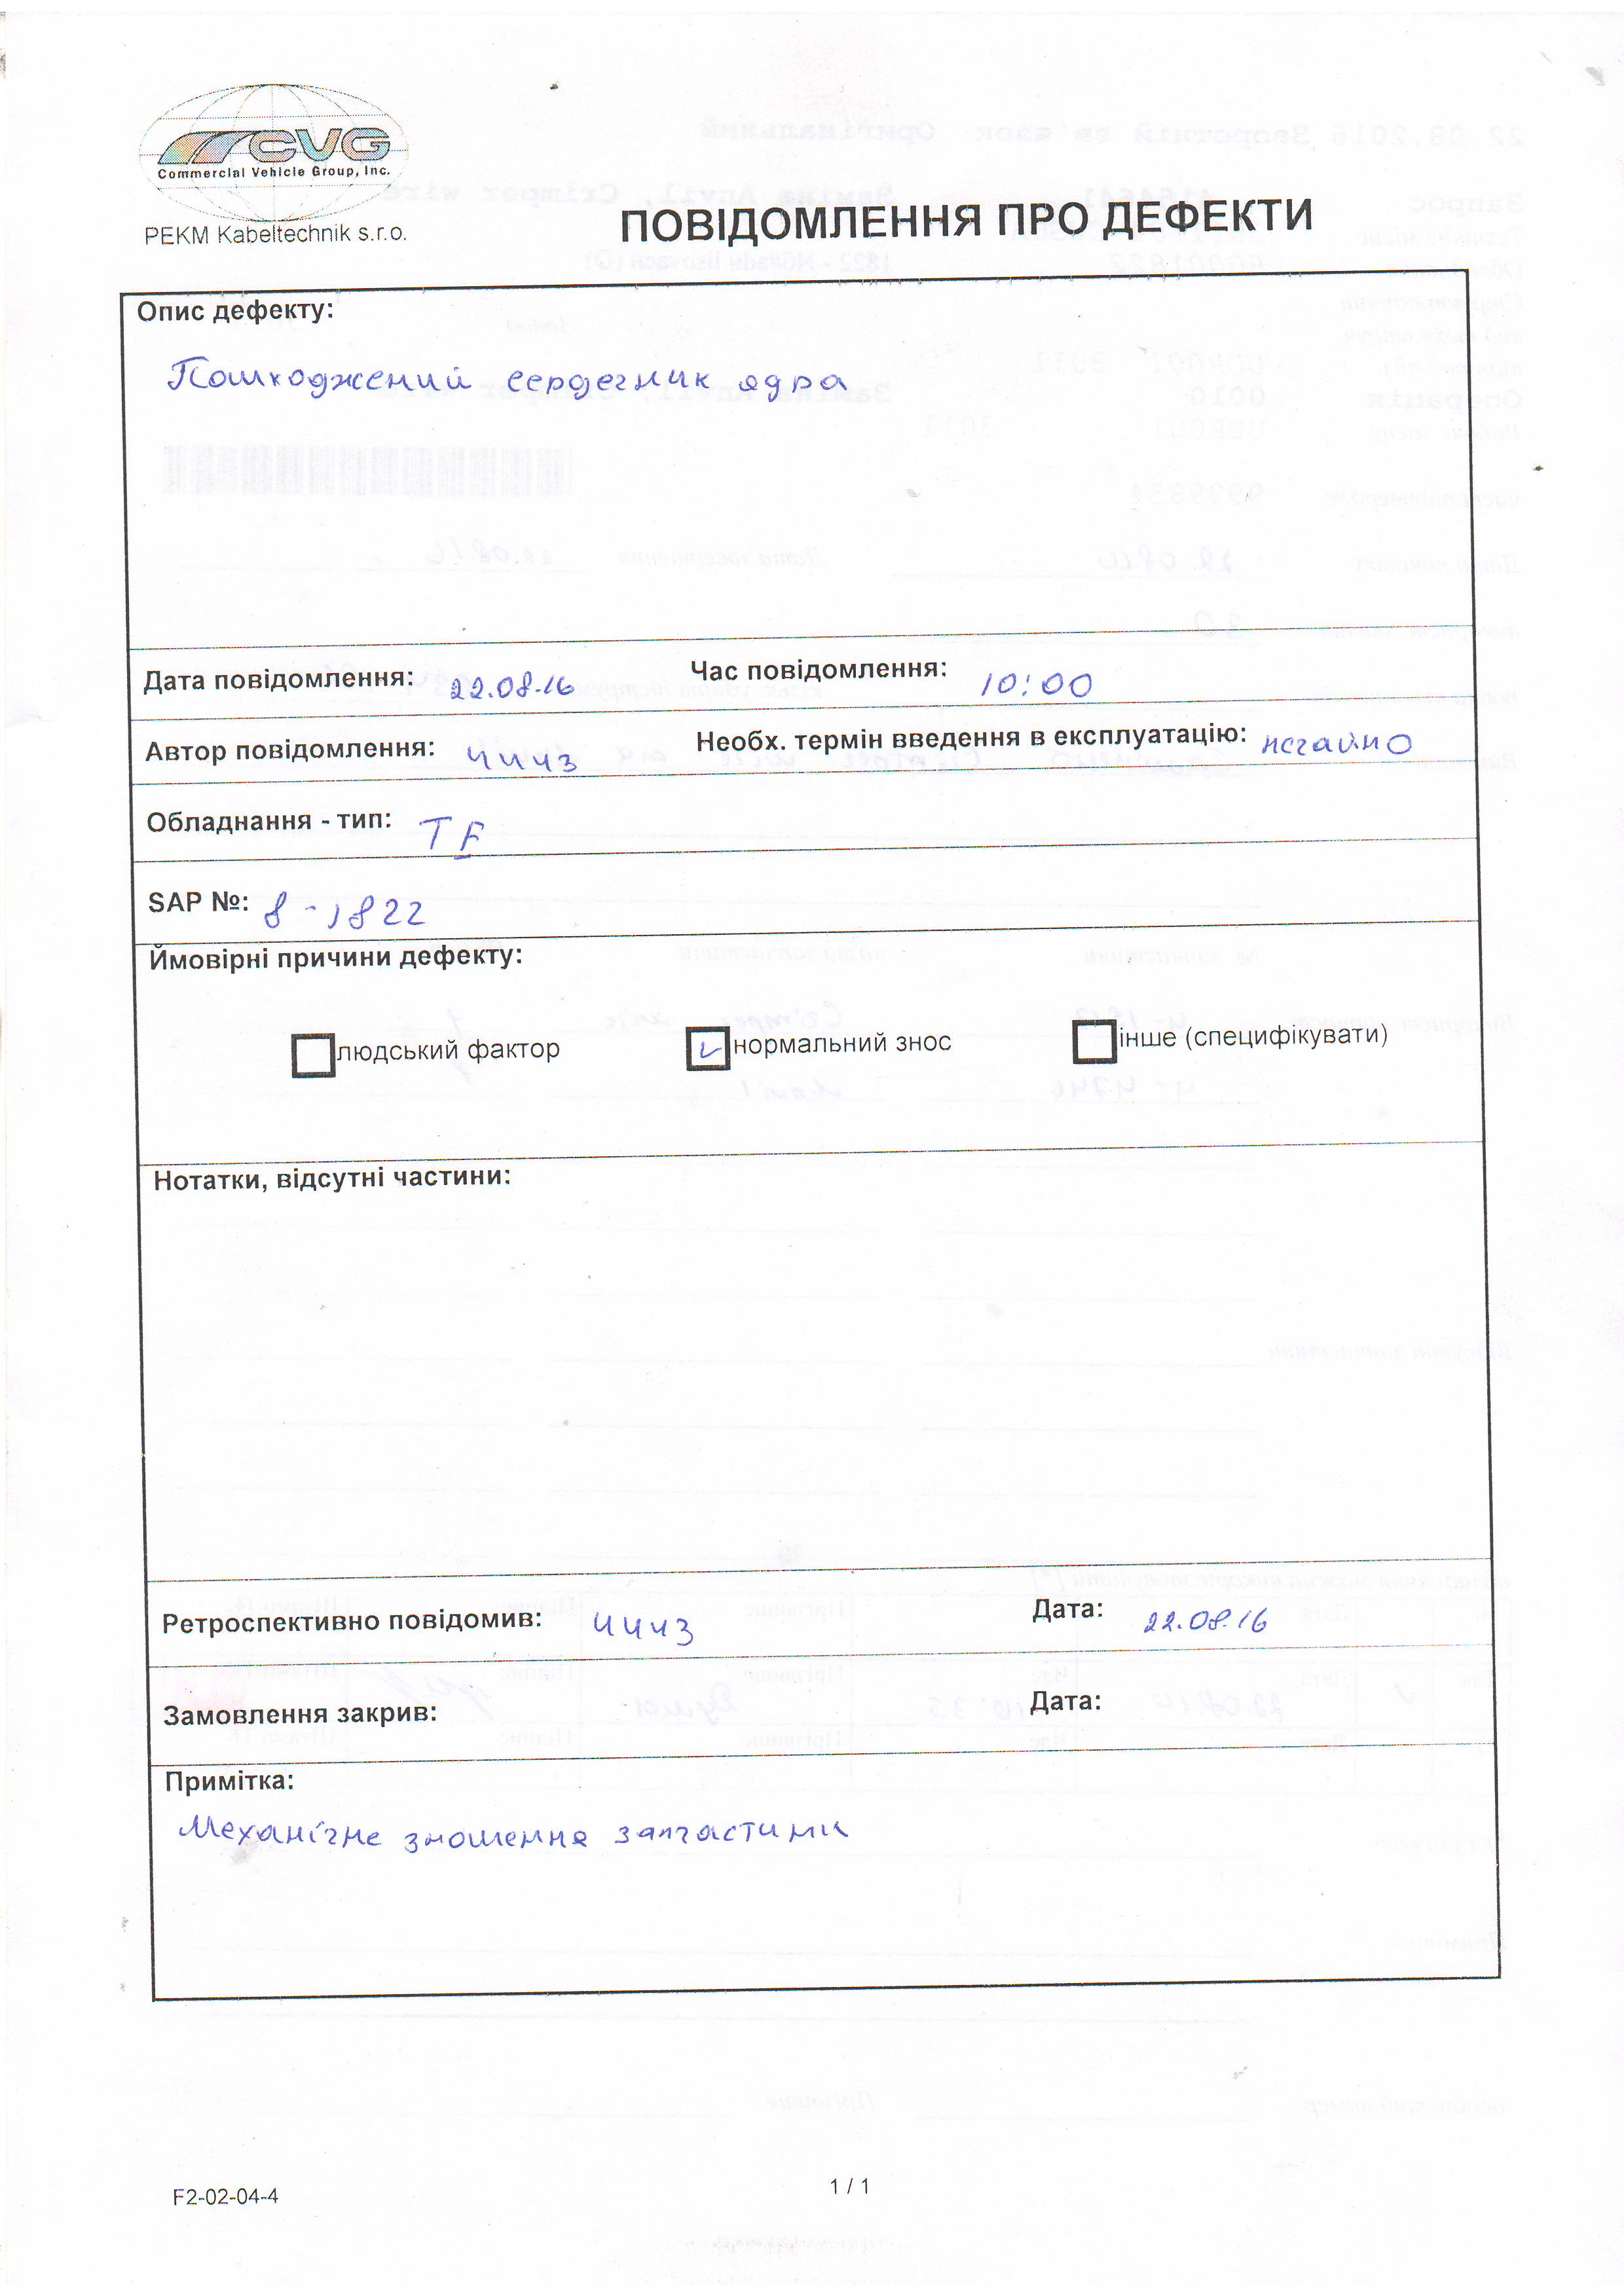 CVG
Commercial Vehicle Group, Inc.
PEKM Kabeltechnik s.r.o.
ПОВІДОМЛЕННЯ ПРО ДЕФЕКТИ
Опис дефекту:
Пошкоджений сердечник ядра
Дата повідомлення: 22.08.16 Час повідомлення: 10:00
Автор повідомлення: Необх. термін введення в експлуатацію: негайно
Обладнання - тип: TF
SAP №: 8-1822
Ймовірні причини дефекту:
людський фактор нормальний знос інше (специфікувати)
Нотатки, відсутні частини:
Ретроспективно повідомив: Дата: 22.08.16
Замовлення закрив: Дата:
Примітка:
Механічне зношення запчастини
F2-02-04-4 1 / 1